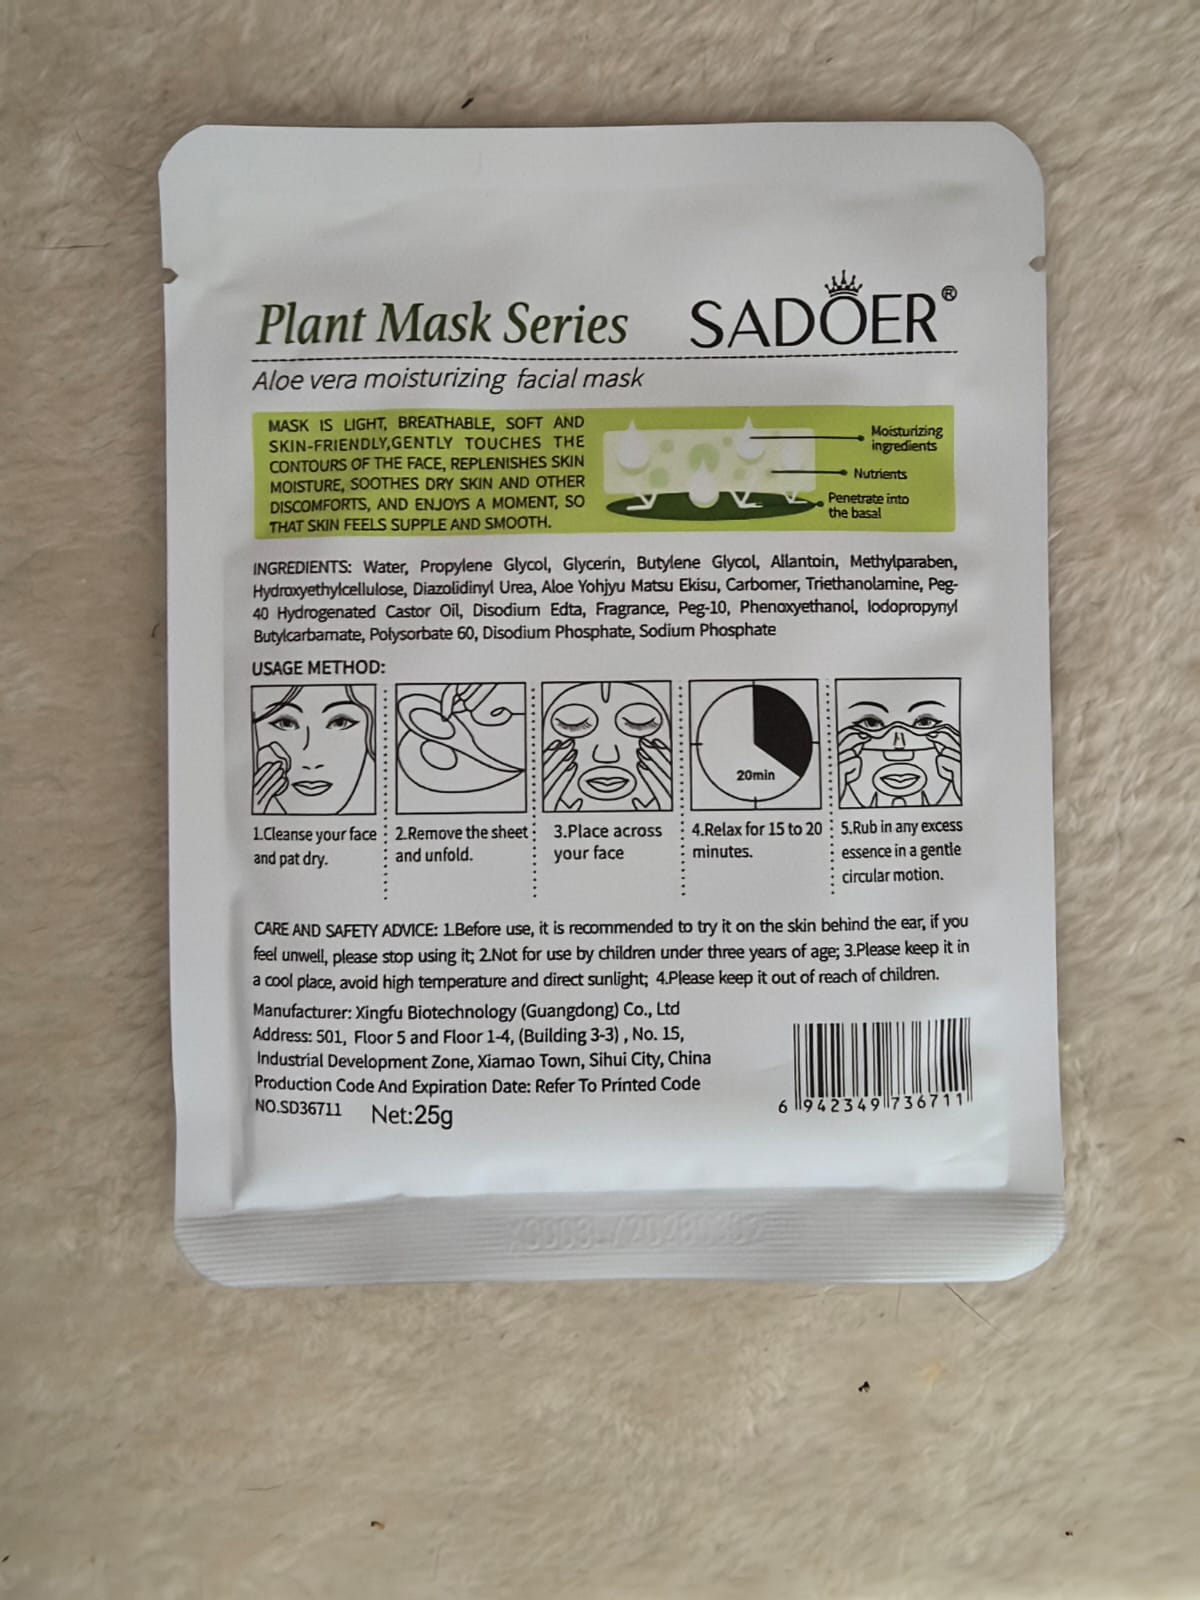 Plant Mask Series SADOER®
Aloe vera moisturizing facial mask
MASK IS LIGHT, BREATHABLE, SOFT AND
SKIN-FRIENDLY,GENTLY TOUCHES THE
CONTOURS OF THE FACE, REPLENISHES SKIN
MOISTURE, SOOTHES DRY SKIN AND OTHER
DISCOMFORTS, AND ENJOYS A MOMENT, SO
THAT SKIN FEELS SUPPLE AND SMOOTH.
Moisturizing
ingredients
Nutrients
Penetrate into
the basal
INGREDIENTS: Water, Propylene Glycol, Glycerin, Butylene Glycol, Allantoin, Methylparaben,
Hydroxyethylcellulose, Diazolidinyl Urea, Aloe Yohjyu Matsu Ekisu, Carbomer, Triethanolamine, Peg-
40 Hydrogenated Castor Oil, Disodium Edta, Fragrance, Peg-10, Phenoxyethanol, Iodopropynyl
Butylcarbamate, Polysorbate 60, Disodium Phosphate, Sodium Phosphate
USAGE METHOD:
20min
1.Cleanse your face
and pat dry.
2.Remove the sheet
and unfold.
3.Place across
your face
4.Relax for 15 to 20
minutes.
5.Rub in any excess
essence in a gentle
circular motion.
CARE AND SAFETY ADVICE: 1.Before use, it is recommended to try it on the skin behind the ear, if you
feel unwell, please stop using it; 2.Not for use by children under three years of age; 3.Please keep it in
a cool place, avoid high temperature and direct sunlight; 4.Please keep it out of reach of children.
Manufacturer: Xingfu Biotechnology (Guangdong) Co., Ltd
Address: 501, Floor 5 and Floor 1-4, (Building 3-3) , No. 15,
Industrial Development Zone, Xiamao Town, Sihui City, China
Production Code And Expiration Date: Refer To Printed Code
NO.SD36711 Net:25g
6 942349 736711